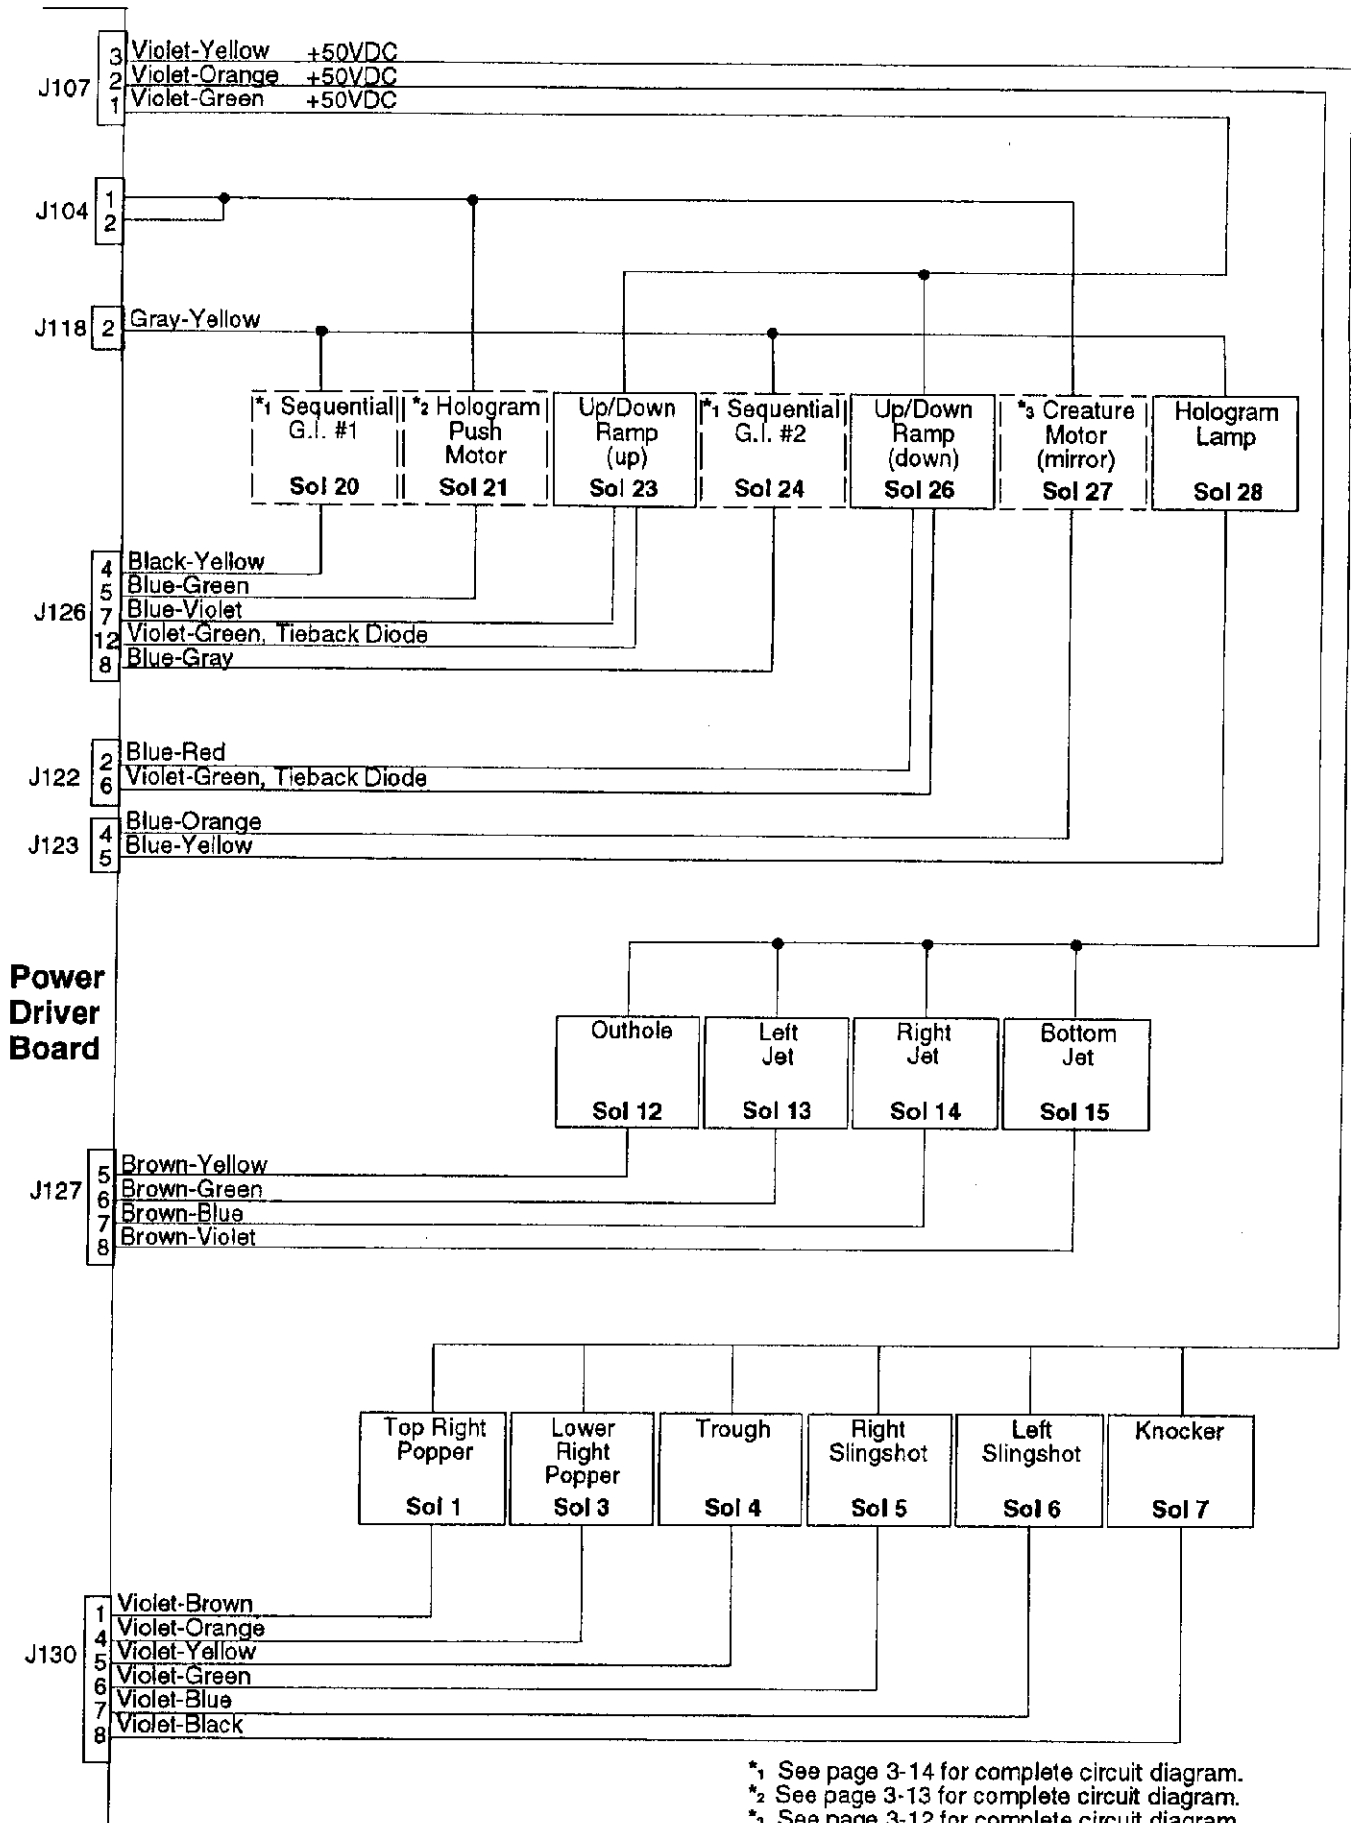 J107
3 Violet-Yellow +50VDC
2 Violet-Orange +50VDC
1 Violet-Green +50VDC
J104
1
2
J118 2 Gray-Yellow
*1 Sequential G.I. #1 Sol 20
*2 Hologram Push Motor Sol 21
Up/Down Ramp (up) Sol 23
*1 Sequential G.I. #2 Sol 24
Up/Down Ramp (down) Sol 26
*3 Creature Motor (mirror) Sol 27
Hologram Lamp Sol 28
J126
4 Black-Yellow
5 Blue-Green
7 Blue-Violet
12 Violet-Green, Tieback Diode
8 Blue-Gray
J122
2 Blue-Red
6 Violet-Green, Tieback Diode
J123
4 Blue-Orange
5 Blue-Yellow
Power
Driver
Board
Outhole Sol 12
Left Jet Sol 13
Right Jet Sol 14
Bottom Jet Sol 15
J127
5 Brown-Yellow
6 Brown-Green
7 Brown-Blue
8 Brown-Violet
Top Right Popper Sol 1
Lower Right Popper Sol 3
Trough Sol 4
Right Slingshot Sol 5
Left Slingshot Sol 6
Knocker Sol 7
J130
1 Violet-Brown
4 Violet-Orange
5 Violet-Yellow
6 Violet-Green
7 Violet-Blue
8 Violet-Black
*1 See page 3-14 for complete circuit diagram.
*2 See page 3-13 for complete circuit diagram.
*3 See page 3-12 for complete circuit diagram